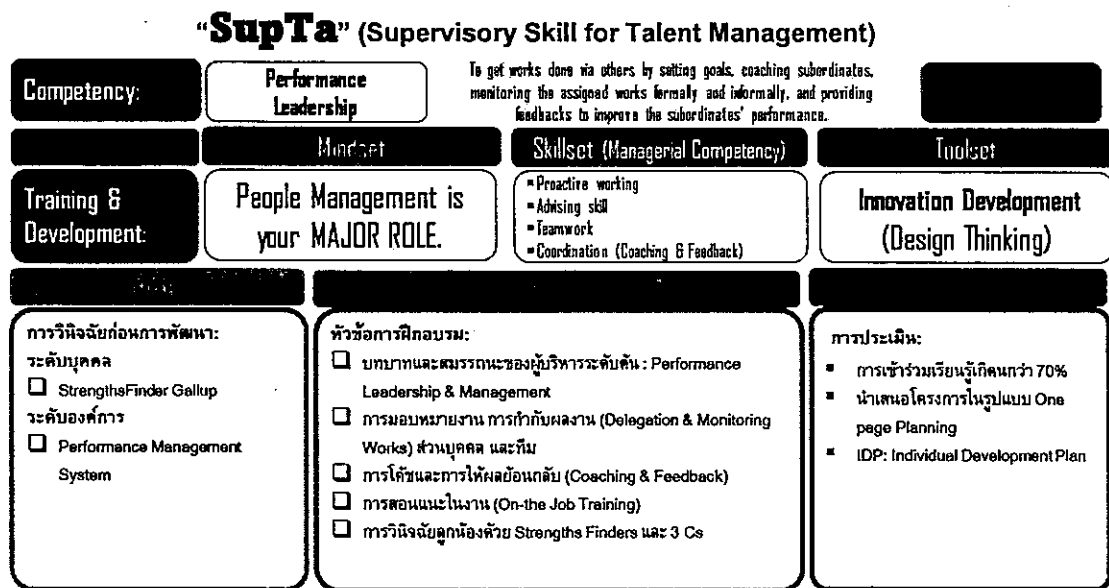 "SupTa" (Supervisory Skill for Talent Management)
Competency:
Performance
Leadership
To get works done via others by setting goals, coaching subordinates,
monitoring the assigned works formally and informally, and providing
feedbacks to improve the subordinates' performance.
Mindset
Skillset (Managerial Competency)
Toolset
Training &
Development:
People Management is
your MAJOR ROLE.
▪ Proactive working
▪ Advising skill
▪ Teamwork
▪ Coordination (Coaching & Feedback)
Innovation Development
(Design Thinking)
การวินิจฉัยก่อนการพัฒนา:
ระดับบุคคล
❑ StrengthsFinder Gallup
ระดับองค์การ
❑ Performance Management
System
หัวข้อการฝึกอบรม:
❑ บทบาทและสมรรถนะของผู้บริหารระดับต้น : Performance
Leadership & Management
❑ การมอบหมายงาน การกำกับผลงาน (Delegation & Monitoring
Works) ส่วนบุคคล และทีม
❑ การโค้ชและการให้ผลย้อนกลับ (Coaching & Feedback)
❑ การสอนแนะในงาน (On-the Job Training)
❑ การวินิจฉัยลูกน้องด้วย Strengths Finders และ 3 Cs
การประเมิน:
▪ การเข้าร่วมเรียนรู้เกิดนกว่า 70%
▪ นำเสนอโครงการในรูปแบบ One
page Planning
▪ IDP: Individual Development Plan